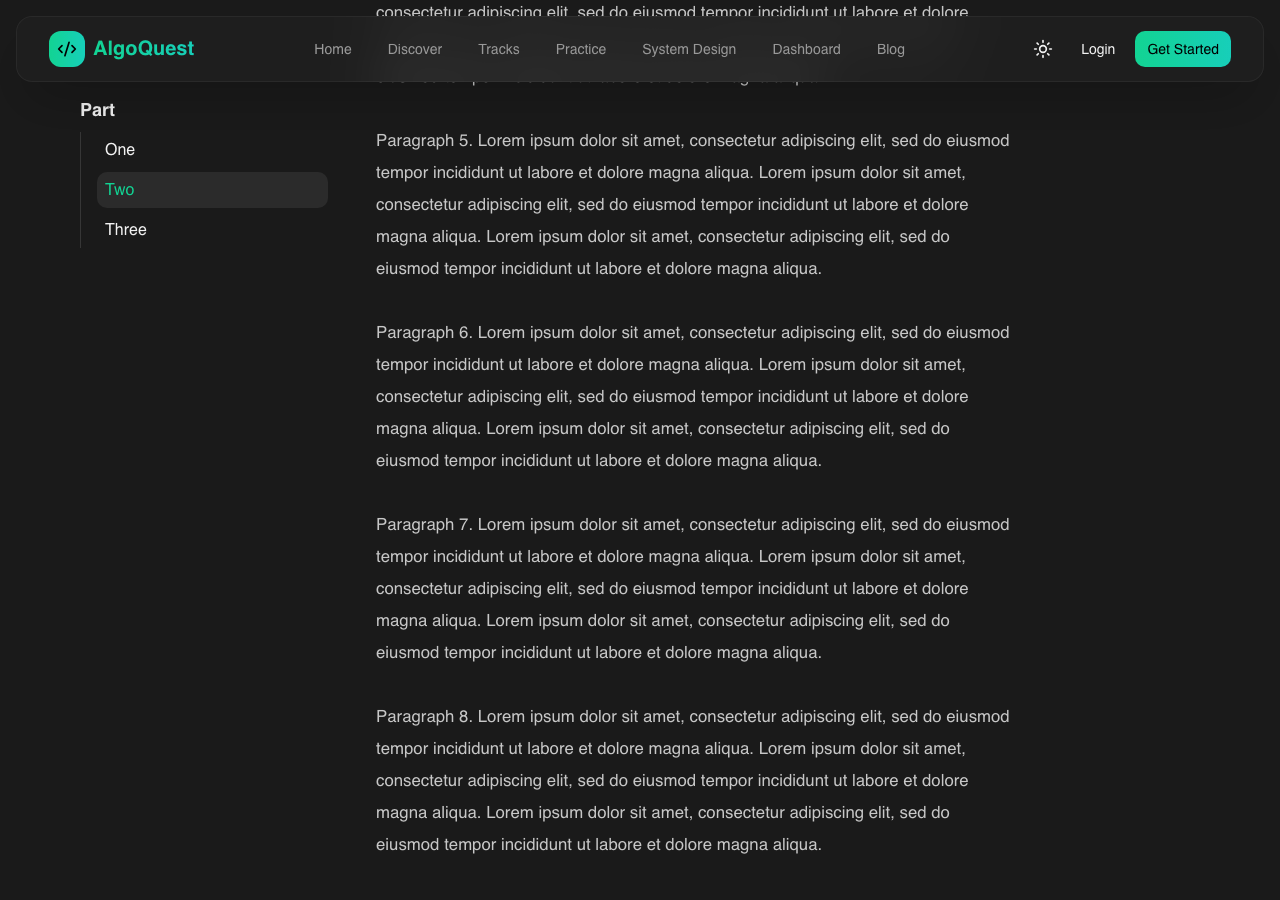 consectetur adipiscing elit, sed do eiusmod tempor incididunt ut labore et dolore
AlgoQuest
Home
Discover
Tracks
Practice
System Design
Dashboard
Blog
Login
Get Started
Part
One
Two
Three
Paragraph 5. Lorem ipsum dolor sit amet, consectetur adipiscing elit, sed do eiusmod
tempor incididunt ut labore et dolore magna aliqua. Lorem ipsum dolor sit amet,
consectetur adipiscing elit, sed do eiusmod tempor incididunt ut labore et dolore
magna aliqua. Lorem ipsum dolor sit amet, consectetur adipiscing elit, sed do
eiusmod tempor incididunt ut labore et dolore magna aliqua.
Paragraph 6. Lorem ipsum dolor sit amet, consectetur adipiscing elit, sed do eiusmod
tempor incididunt ut labore et dolore magna aliqua. Lorem ipsum dolor sit amet,
consectetur adipiscing elit, sed do eiusmod tempor incididunt ut labore et dolore
magna aliqua. Lorem ipsum dolor sit amet, consectetur adipiscing elit, sed do
eiusmod tempor incididunt ut labore et dolore magna aliqua.
Paragraph 7. Lorem ipsum dolor sit amet, consectetur adipiscing elit, sed do eiusmod
tempor incididunt ut labore et dolore magna aliqua. Lorem ipsum dolor sit amet,
consectetur adipiscing elit, sed do eiusmod tempor incididunt ut labore et dolore
magna aliqua. Lorem ipsum dolor sit amet, consectetur adipiscing elit, sed do
eiusmod tempor incididunt ut labore et dolore magna aliqua.
Paragraph 8. Lorem ipsum dolor sit amet, consectetur adipiscing elit, sed do eiusmod
tempor incididunt ut labore et dolore magna aliqua. Lorem ipsum dolor sit amet,
consectetur adipiscing elit, sed do eiusmod tempor incididunt ut labore et dolore
magna aliqua. Lorem ipsum dolor sit amet, consectetur adipiscing elit, sed do
eiusmod tempor incididunt ut labore et dolore magna aliqua.